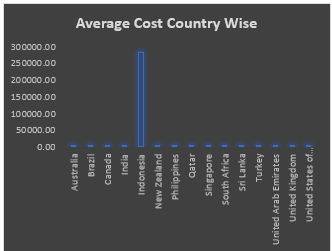 Average Cost Country Wise
300000.00
250000.00
200000.00
150000.00
100000.00
50000.00
0.00
Australia
Brazil
Canada
India
Indonesia
New Zealand
Philippines
Qatar
Singapore
South Africa
Sri Lanka
Turkey
United Arab Emirates
United Kingdom
United States of...